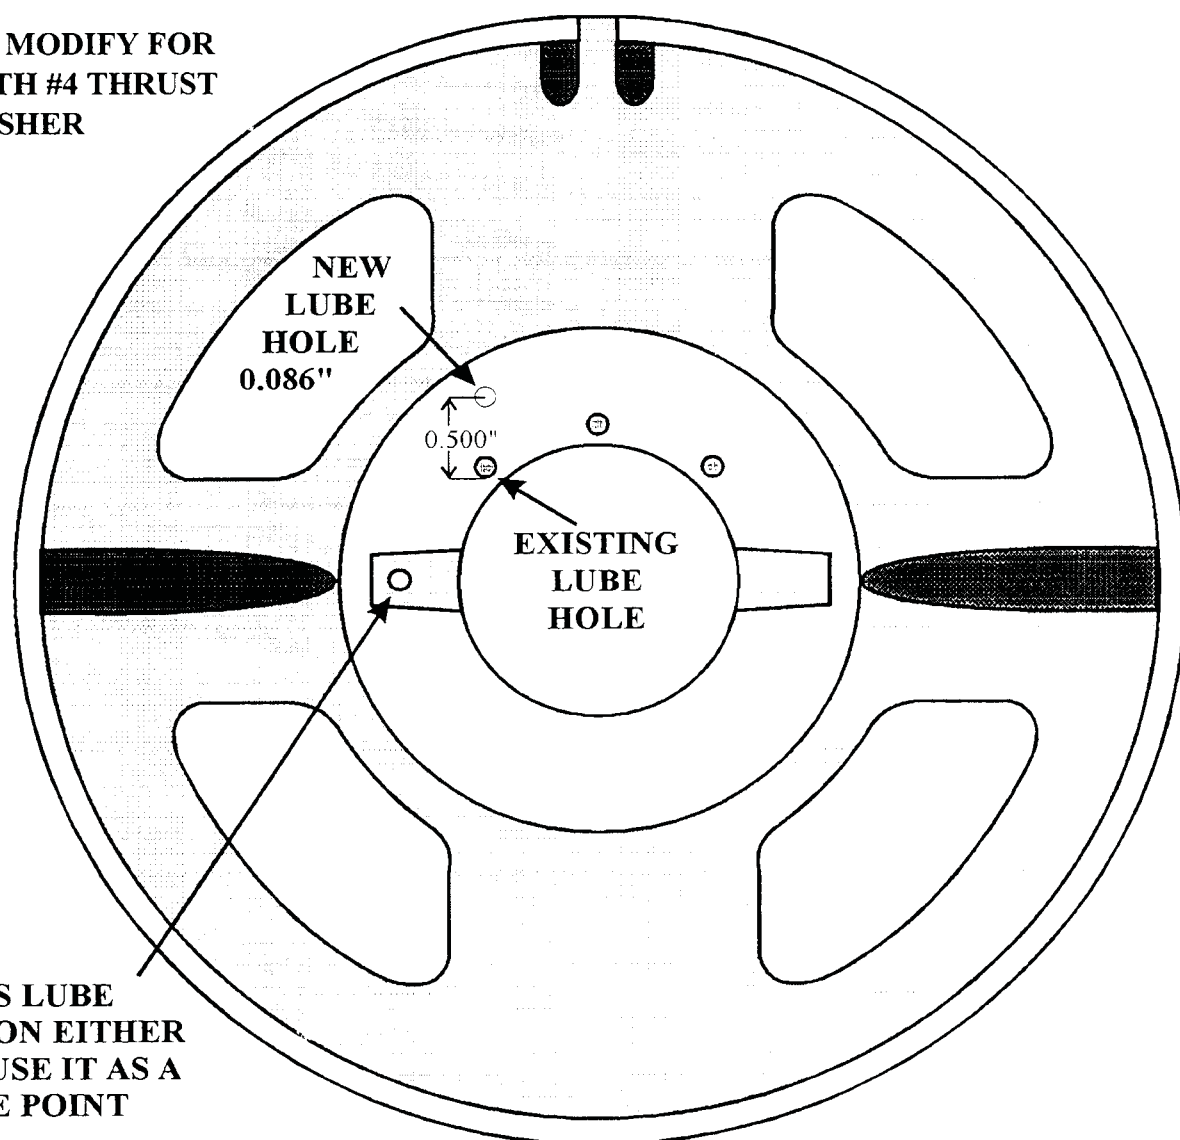 MODIFY FOR
TH #4 THRUST
SHER
NEW
LUBE
HOLE
0.086"
0.500"
EXISTING
LUBE
HOLE
S LUBE
ON EITHER
USE IT AS A
E POINT